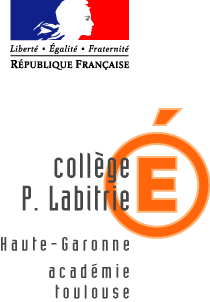 Liberté • Égalité • Fraternité
RÉPUBLIQUE FRANÇAISE
collège
P. Labitrie
É
Haute-Garonne
académie
toulouse